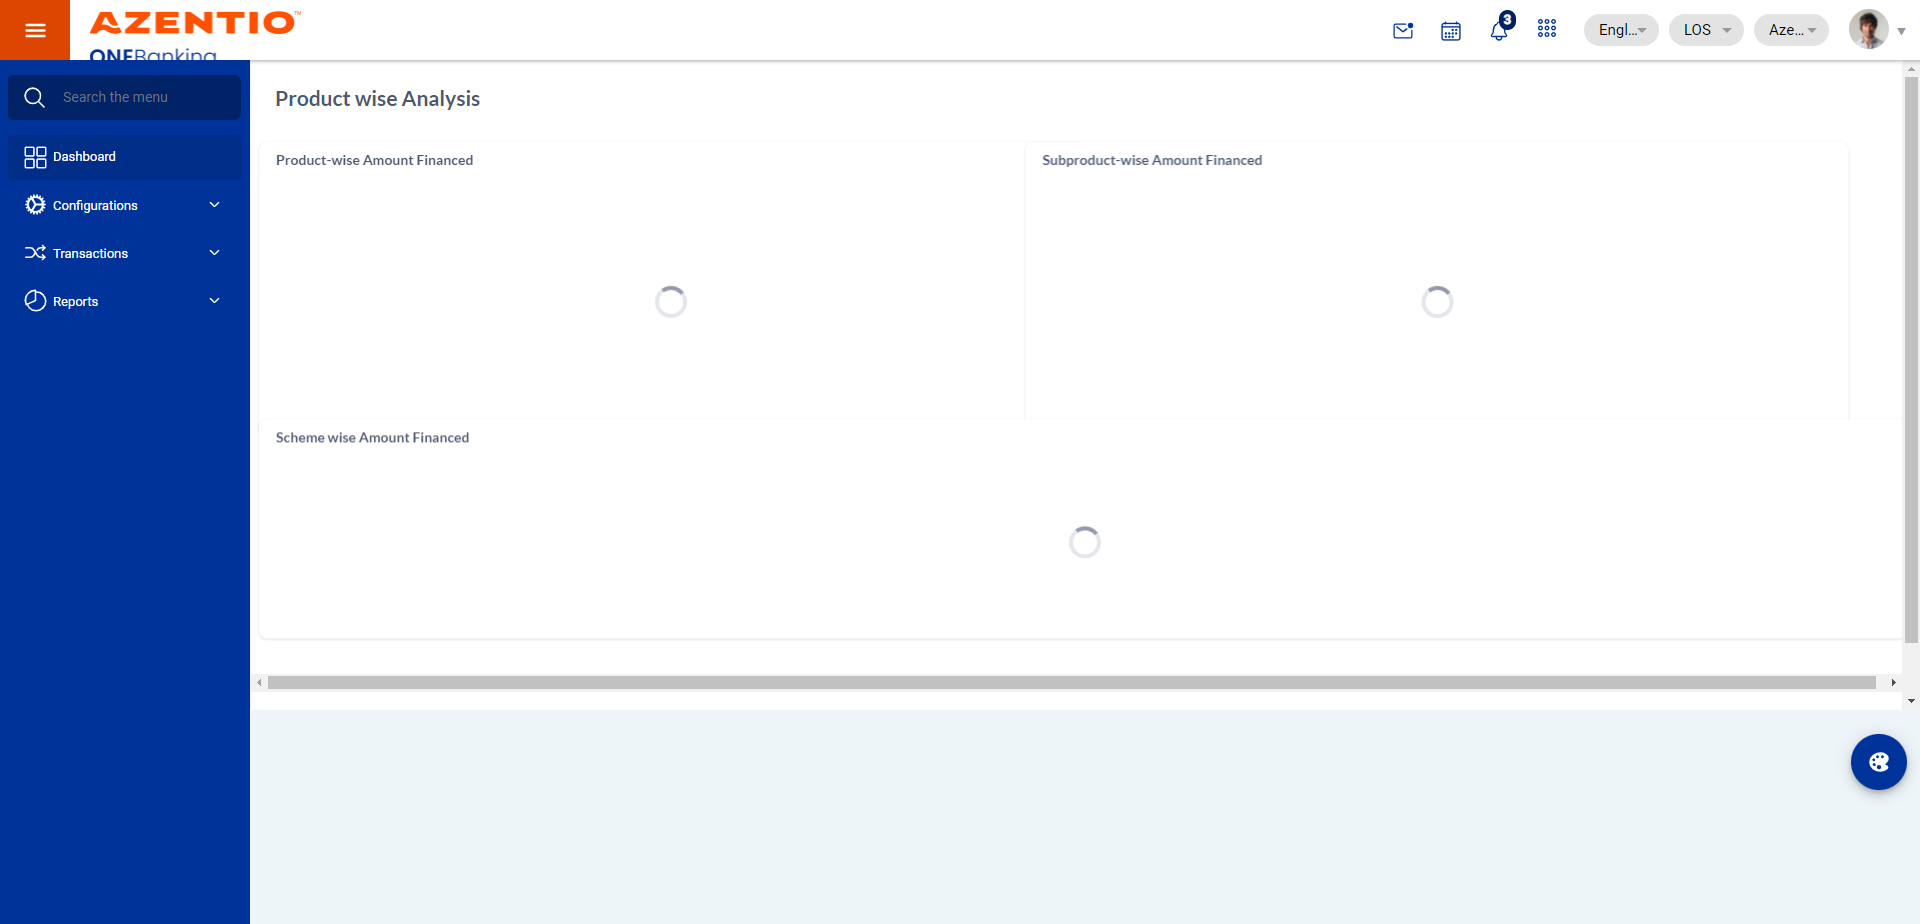 AZENTIO™
ONEBanking
3
Engl...
LOS
Aze...
Search the menu
Dashboard
Configurations
Transactions
Reports
Product wise Analysis
Product-wise Amount Financed
Subproduct-wise Amount Financed
Scheme wise Amount Financed